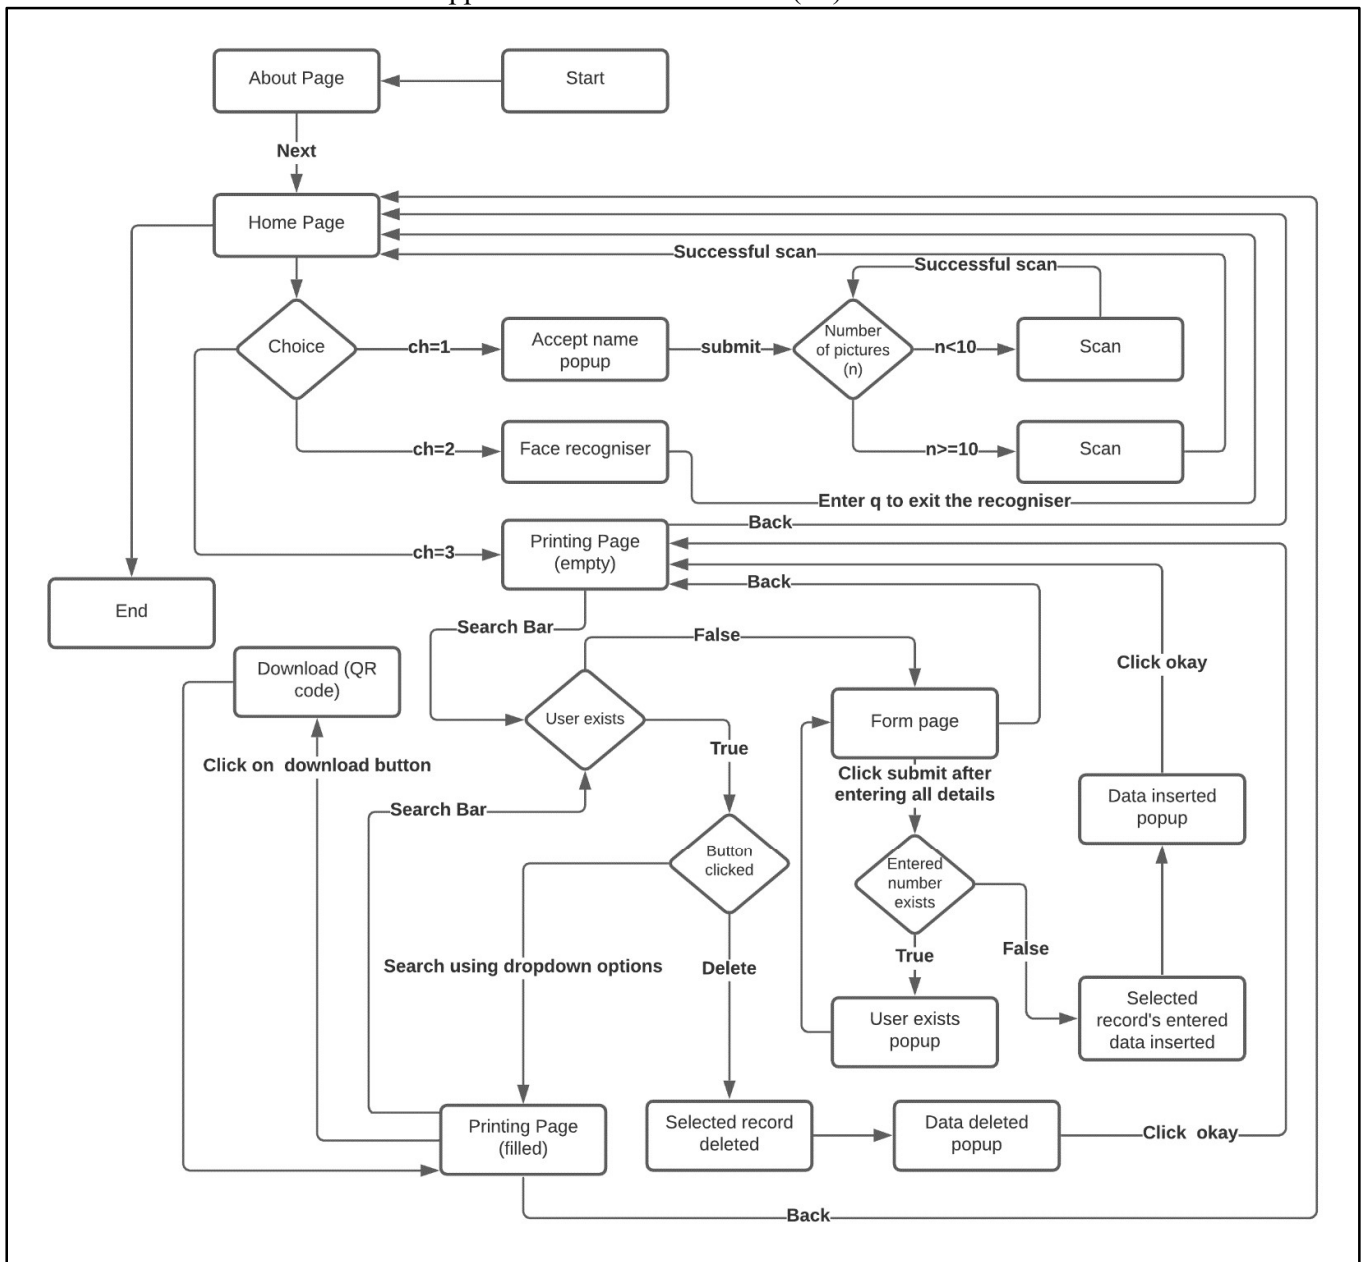 About Page
Start
Next
Home Page
Successful scan
Successful scan
Choice
ch=1
Accept name
popup
submit
Number
of pictures
(n)
n<10
Scan
ch=2
Face recogniser
n>=10
Scan
Enter q to exit the recogniser
Back
ch=3
Printing Page
(empty)
Back
End
Search Bar
False
Download (QR
code)
Click okay
User exists
Form page
True
Click on download button
Click submit after
entering all details
Search Bar
Data inserted
popup
Button
clicked
Entered
number
exists
Search using dropdown options
Delete
True
False
User exists
popup
Selected
record's entered
data inserted
Printing Page
(filled)
Selected record
deleted
Data deleted
popup
Click okay
Back